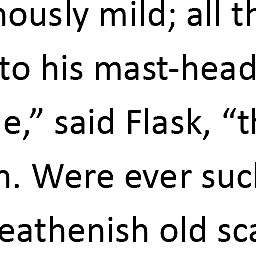 nously mild; all th
to his mast-head
e,” said Flask, “th
n. Were ever such
eathenish old sca